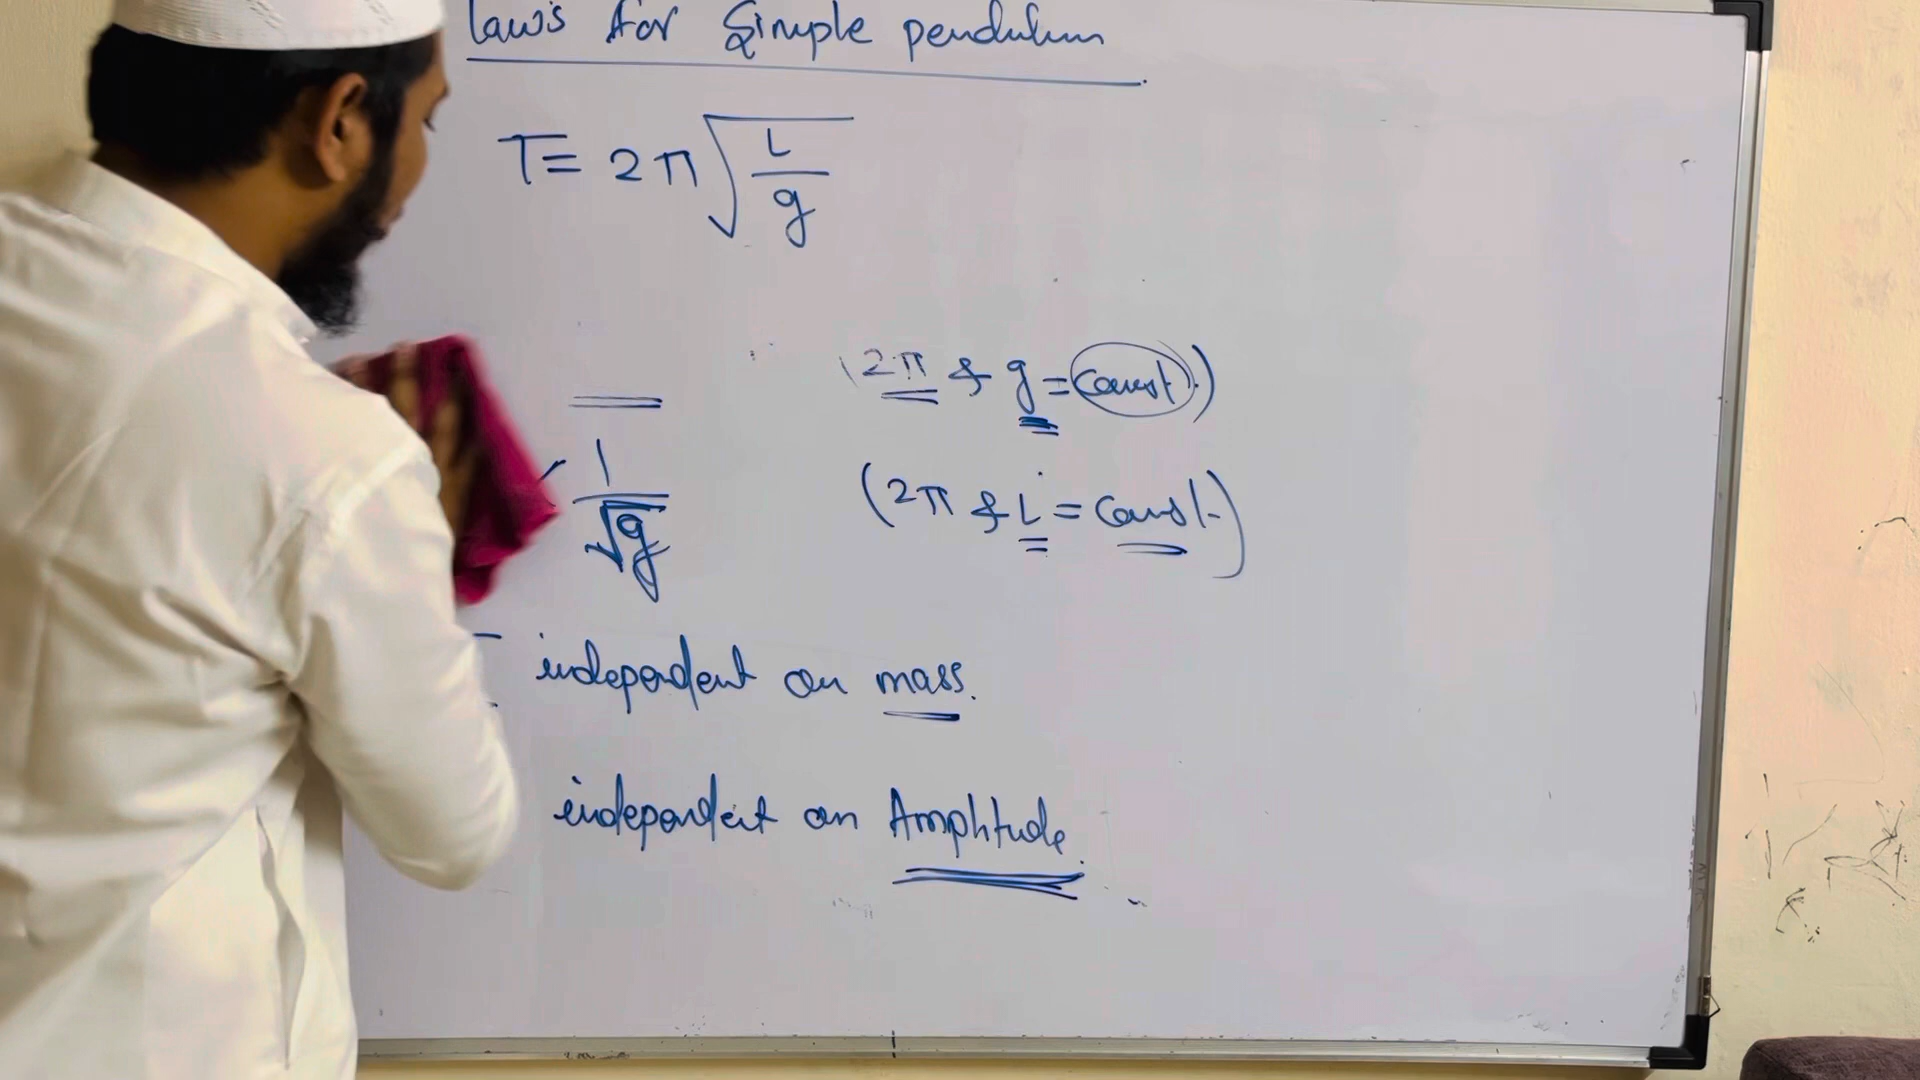 laws for Simple pendulum
T = 2π√(L/g)
(2π & g = const.)
1/√g
(2π & L = const.)
independent on mass.
independent on Amplitude.